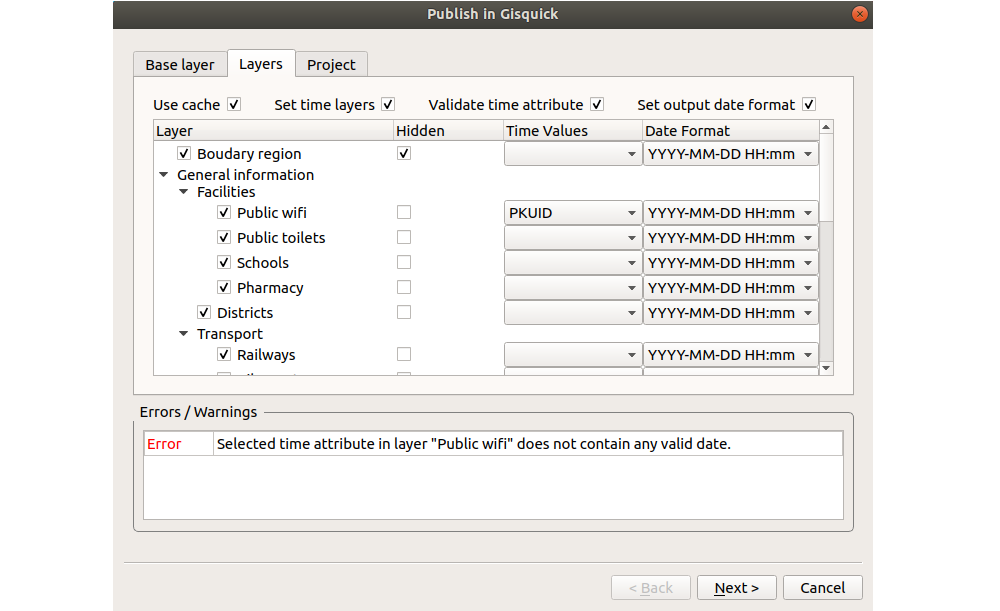 Publish in Gisquick
Base layer Layers Project
Use cache Set time layers Validate time attribute Set output date format
Layer Hidden Time Values Date Format
Boudary region YYYY-MM-DD HH:mm
General information
Facilities
Public wifi PKUID YYYY-MM-DD HH:mm
Public toilets YYYY-MM-DD HH:mm
Schools YYYY-MM-DD HH:mm
Pharmacy YYYY-MM-DD HH:mm
Districts YYYY-MM-DD HH:mm
Transport
Railways YYYY-MM-DD HH:mm
Errors / Warnings
Error Selected time attribute in layer "Public wifi" does not contain any valid date.
< Back Next > Cancel